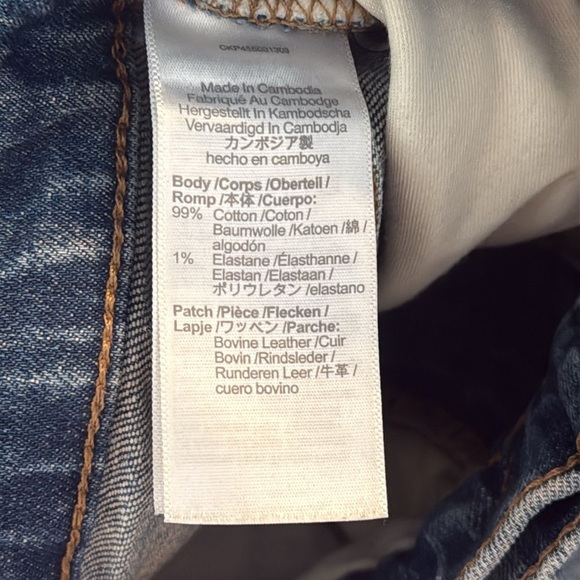 Made In Cambodia
Fabriqué Au Cambodge
Hergestellt In Kambodscha
Vervaardigd In Cambodja
カンボジア製
hecho en camboya
Body /Corps /Obertell /
Romp /本体 /Cuerpo:
99% Cotton /Coton /
Baumwolle /Katoen /綿 /
algodón
1% Elastane /Élasthanne /
Elastan /Elastaan /
ポリウレタン /elastano
Patch /Pièce /Flecken /
Lapje /ワッペン /Parche:
Bovine Leather /Cuir
Bovin /Rindsleder /
Runderen Leer /牛革 /
cuero bovino